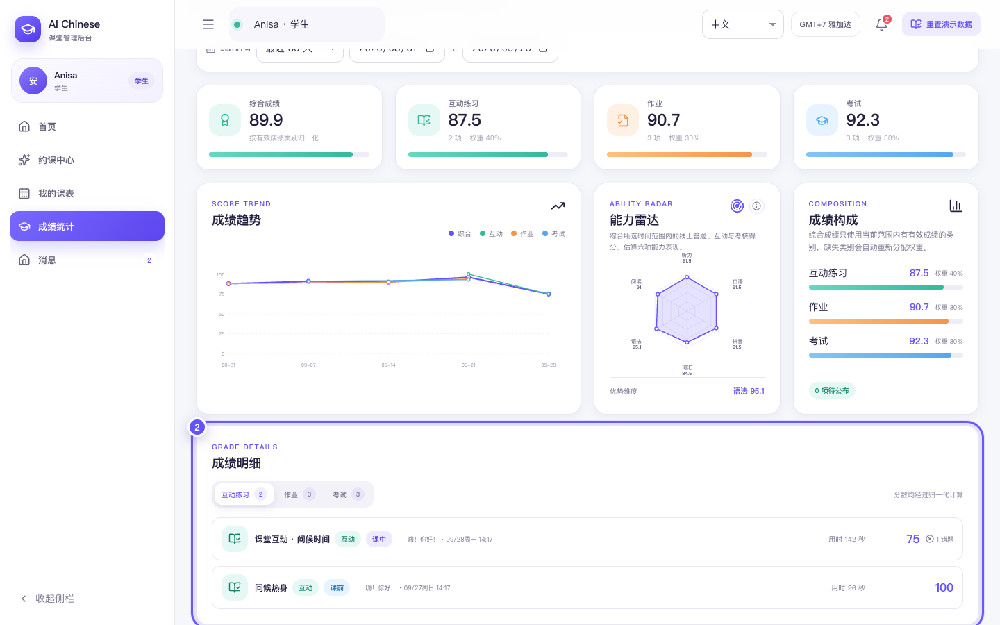 AI Chinese
课堂管理后台
安
Anisa
学生
学生
首页
约课中心
我的课表
成绩统计
消息
2
收起侧栏
Anisa · 学生
中文
GMT+7 雅加达
2
重置演示数据
综合成绩
89.9
按有效成绩类别归一化
互动练习
87.5
2 项 · 权重 40%
作业
90.7
3 项 · 权重 30%
考试
92.3
3 项 · 权重 30%
SCORE TREND
成绩趋势
综合
互动
作业
考试
100
75
50
25
0
08-31
09-07
09-14
09-21
09-28
ABILITY RADAR
能力雷达
综合所选时间范围内的线上答题、互动与考核得
分，估算六项能力表现。
听力
91.5
阅读
91
口语
91.5
语法
95.1
拼音
91.5
词汇
84.5
优势维度
语法 95.1
COMPOSITION
成绩构成
综合成绩只使用当前范围内有有效成绩的类
别，缺失类别会自动重新分配权重。
互动练习 87.5 权重 40%
作业 90.7 权重 30%
考试 92.3 权重 30%
0 项待公布
2
GRADE DETAILS
成绩明细
互动练习 2 作业 3 考试 3
分数均经过归一化计算
课堂互动 · 问候时间 互动 课中 嗨！你好！ · 09/28周一 14:17 用时 142 秒 75 1 错题
问候热身 互动 课前 嗨！你好！ · 09/27周日 14:17 用时 96 秒 100